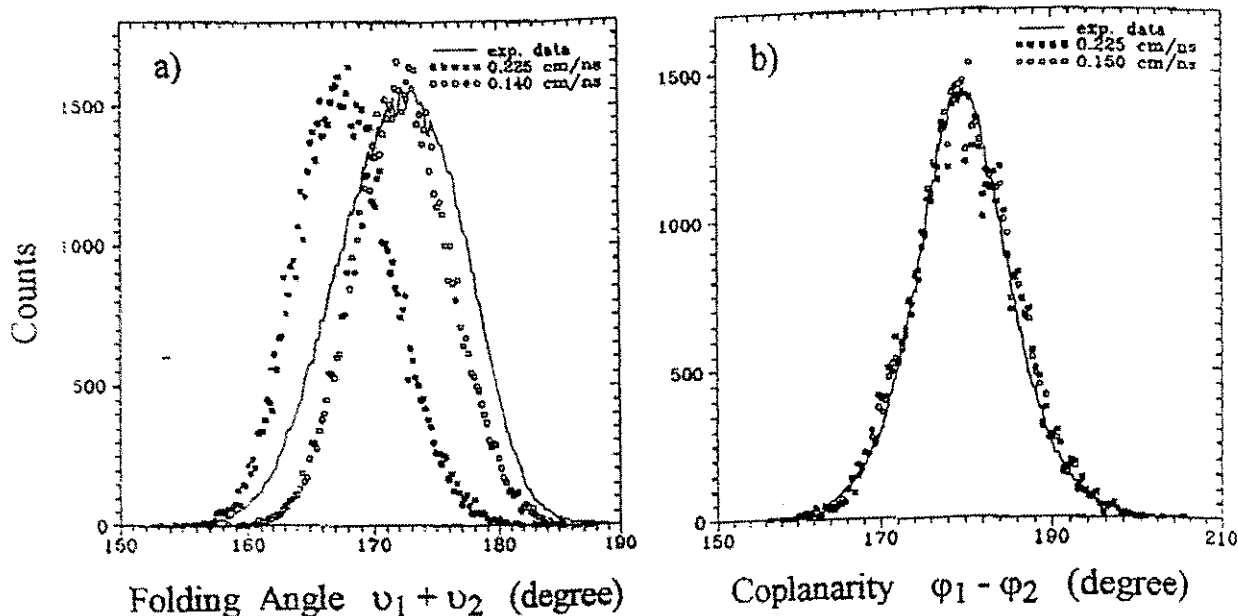 a)
exp. data
0.225 cm/ns
0.140 cm/ns
1500
1000
500
0
150 160 170 180 190
Counts
Folding Angle υ₁ + υ₂ (degree)
b)
exp. data
0.225 cm/ns
0.150 cm/ns
1500
1000
500
0
150 170 190 210
Coplanarity φ₁ - φ₂ (degree)